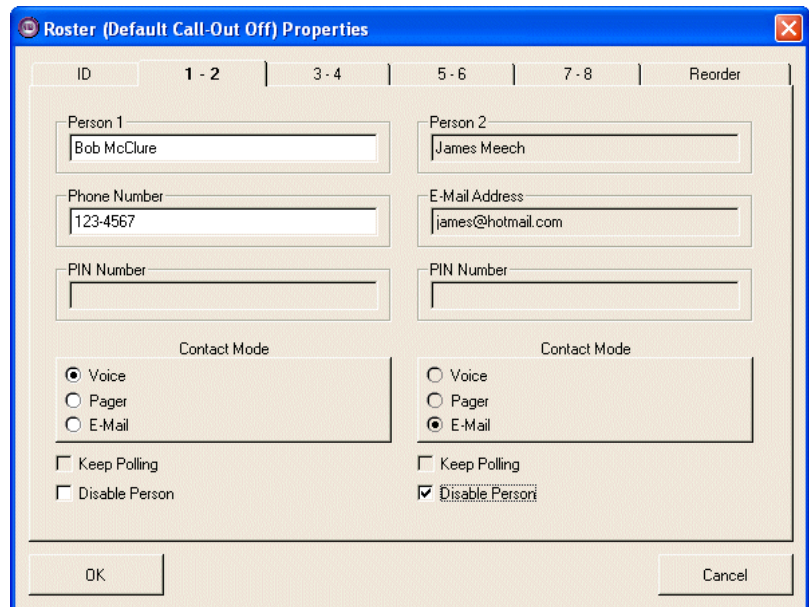 Roster (Default Call-Out Off) Properties
ID 1 - 2 3 - 4 5 - 6 7 - 8 Reorder
Person 1
Bob McClure
Phone Number
123-4567
PIN Number
Contact Mode
Voice
Pager
E-Mail
Keep Polling
Disable Person
Person 2
James Meech
E-Mail Address
james@hotmail.com
PIN Number
Contact Mode
Voice
Pager
E-Mail
Keep Polling
Disable Person
OK Cancel